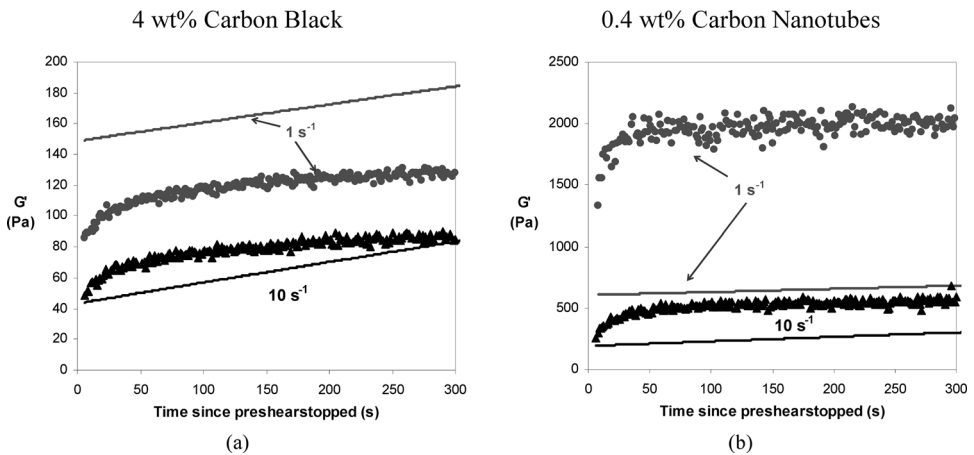 4 wt% Carbon Black
200
180
160
140
120
100
80
60
40
20
0
G'
(Pa)
1 s-1
10 s-1
0
50
100
150
200
250
300
Time since preshearstopped (s)
(a)
0.4 wt% Carbon Nanotubes
2500
2000
1500
1000
500
0
G'
(Pa)
1 s-1
10 s-1
0
50
100
150
200
250
300
Time since preshearstopped (s)
(b)